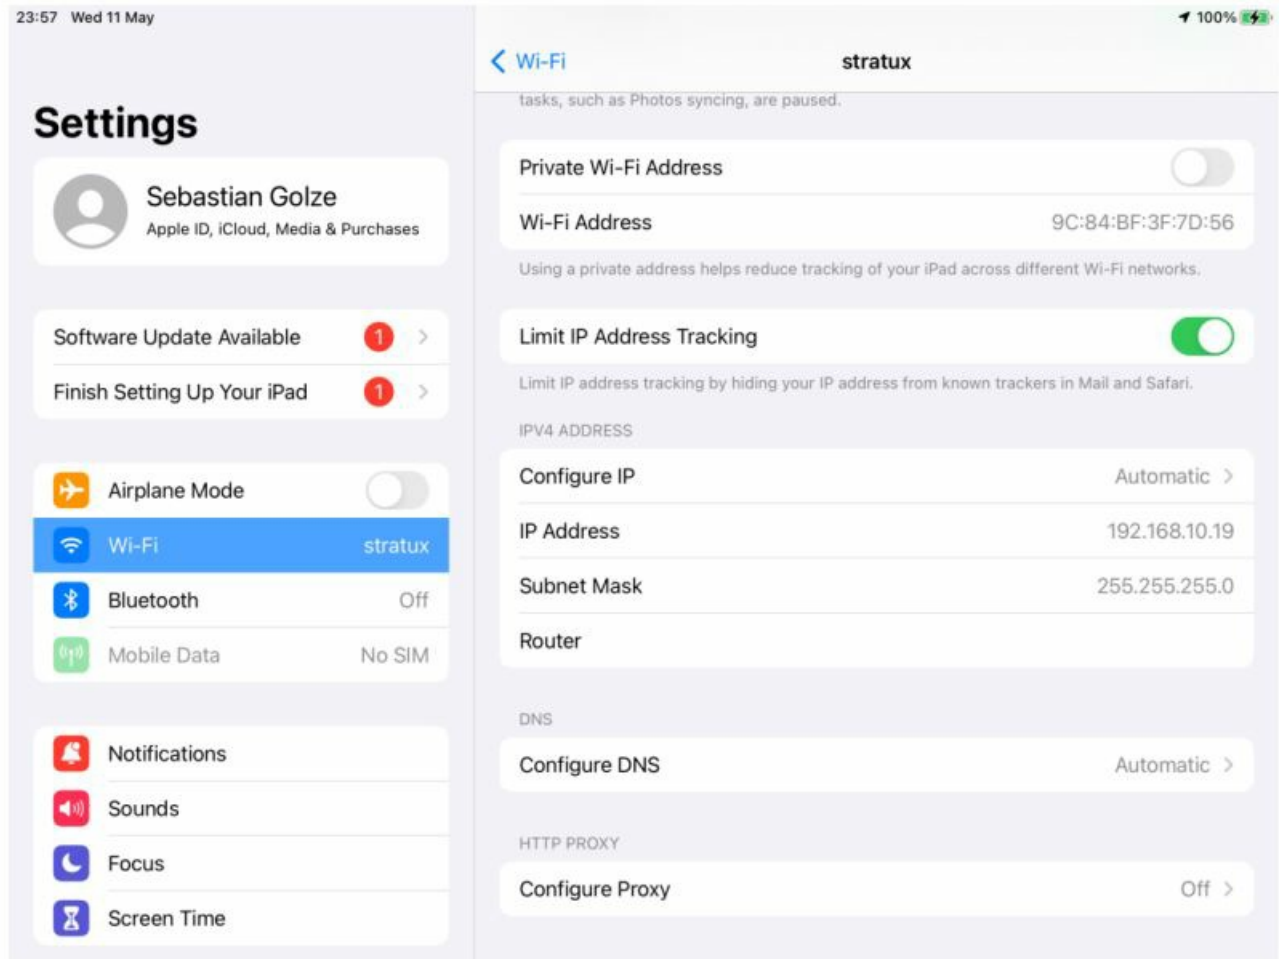 23:57 Wed 11 May
100%
Settings
Sebastian Golze
Apple ID, iCloud, Media & Purchases
Software Update Available 1
Finish Setting Up Your iPad 1
Airplane Mode
Wi-Fi stratux
Bluetooth Off
Mobile Data No SIM
Notifications
Sounds
Focus
Screen Time
Wi-Fi
stratux
tasks, such as Photos syncing, are paused.
Private Wi-Fi Address
Wi-Fi Address 9C:84:BF:3F:7D:56
Using a private address helps reduce tracking of your iPad across different Wi-Fi networks.
Limit IP Address Tracking
Limit IP address tracking by hiding your IP address from known trackers in Mail and Safari.
IPV4 ADDRESS
Configure IP Automatic
IP Address 192.168.10.19
Subnet Mask 255.255.255.0
Router
DNS
Configure DNS Automatic
HTTP PROXY
Configure Proxy Off